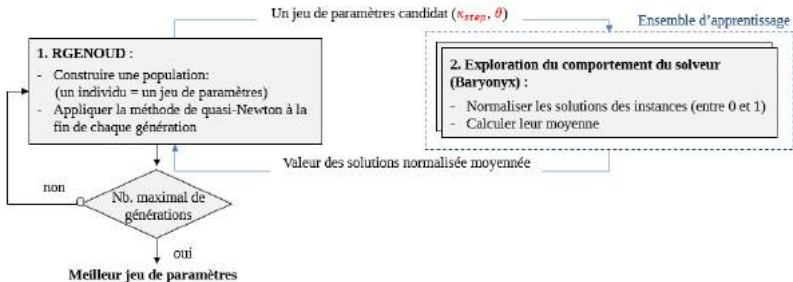 Un jeu de paramètres candidat (κstep, θ)
Ensemble d'apprentissage
1. RGENOUD :
- Construire une population:
(un individu = un jeu de paramètres)
- Appliquer la méthode de quasi-Newton à la
fin de chaque génération
2. Exploration du comportement du solveur
(Baryonyx) :
- Normaliser les solutions des instances (entre 0 et 1)
- Calculer leur moyenne
Valeur des solutions normalisée moyennée
non
Nb. maximal de
générations
oui
Meilleur jeu de paramètres